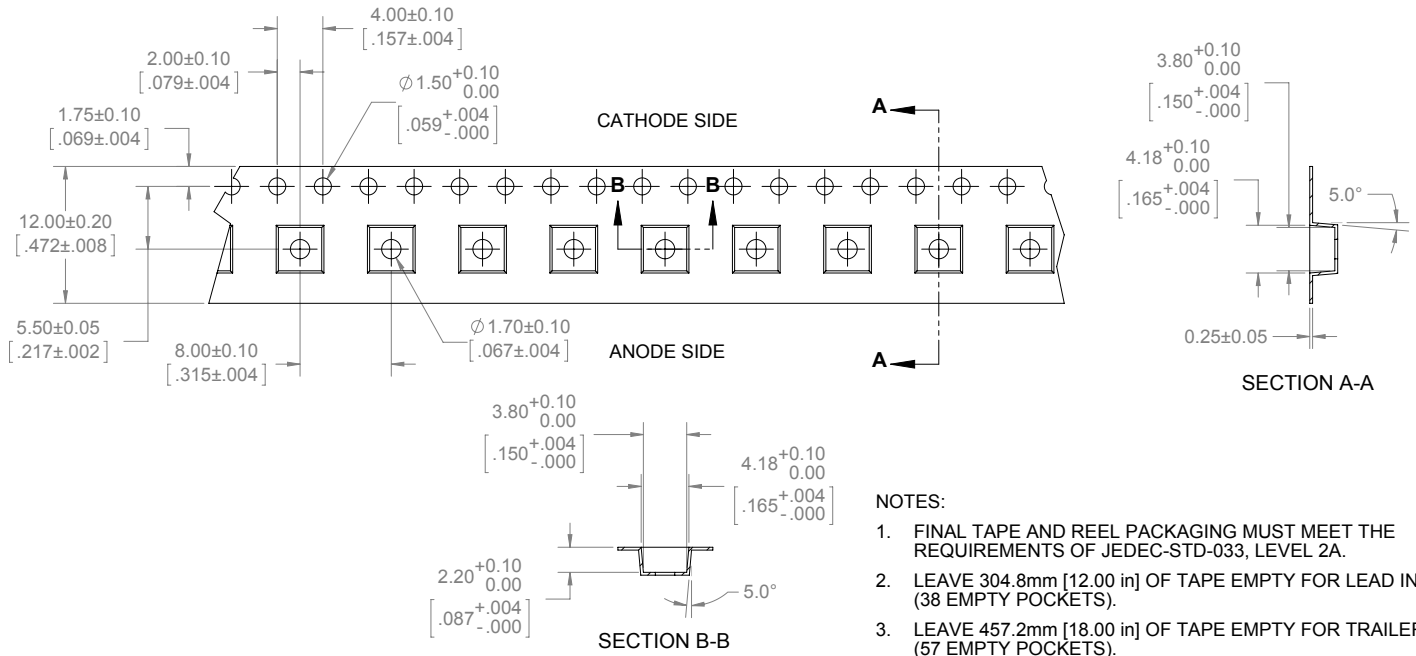 4.00±0.10
[.157±.004]
2.00±0.10
[.079±.004]
∅1.50 +0.10 0.00
[.059 +.004 -.000]
1.75±0.10
[.069±.004]
CATHODE SIDE
A
B
B
12.00±0.20
[.472±.008]
5.50±0.05
[.217±.002]
8.00±0.10
[.315±.004]
∅1.70±0.10
[.067±.004]
ANODE SIDE
A
3.80 +0.10 0.00
[.150 +.004 -.000]
4.18 +0.10 0.00
[.165 +.004 -.000]
5.0°
0.25±0.05
SECTION A-A
3.80 +0.10 0.00
[.150 +.004 -.000]
4.18 +0.10 0.00
[.165 +.004 -.000]
2.20 +0.10 0.00
[.087 +.004 -.000]
5.0°
SECTION B-B
NOTES:
1. FINAL TAPE AND REEL PACKAGING MUST MEET THE
REQUIREMENTS OF JEDEC-STD-033, LEVEL 2A.
2. LEAVE 304.8mm [12.00 in] OF TAPE EMPTY FOR LEAD IN
(38 EMPTY POCKETS).
3. LEAVE 457.2mm [18.00 in] OF TAPE EMPTY FOR TRAILER
(57 EMPTY POCKETS).